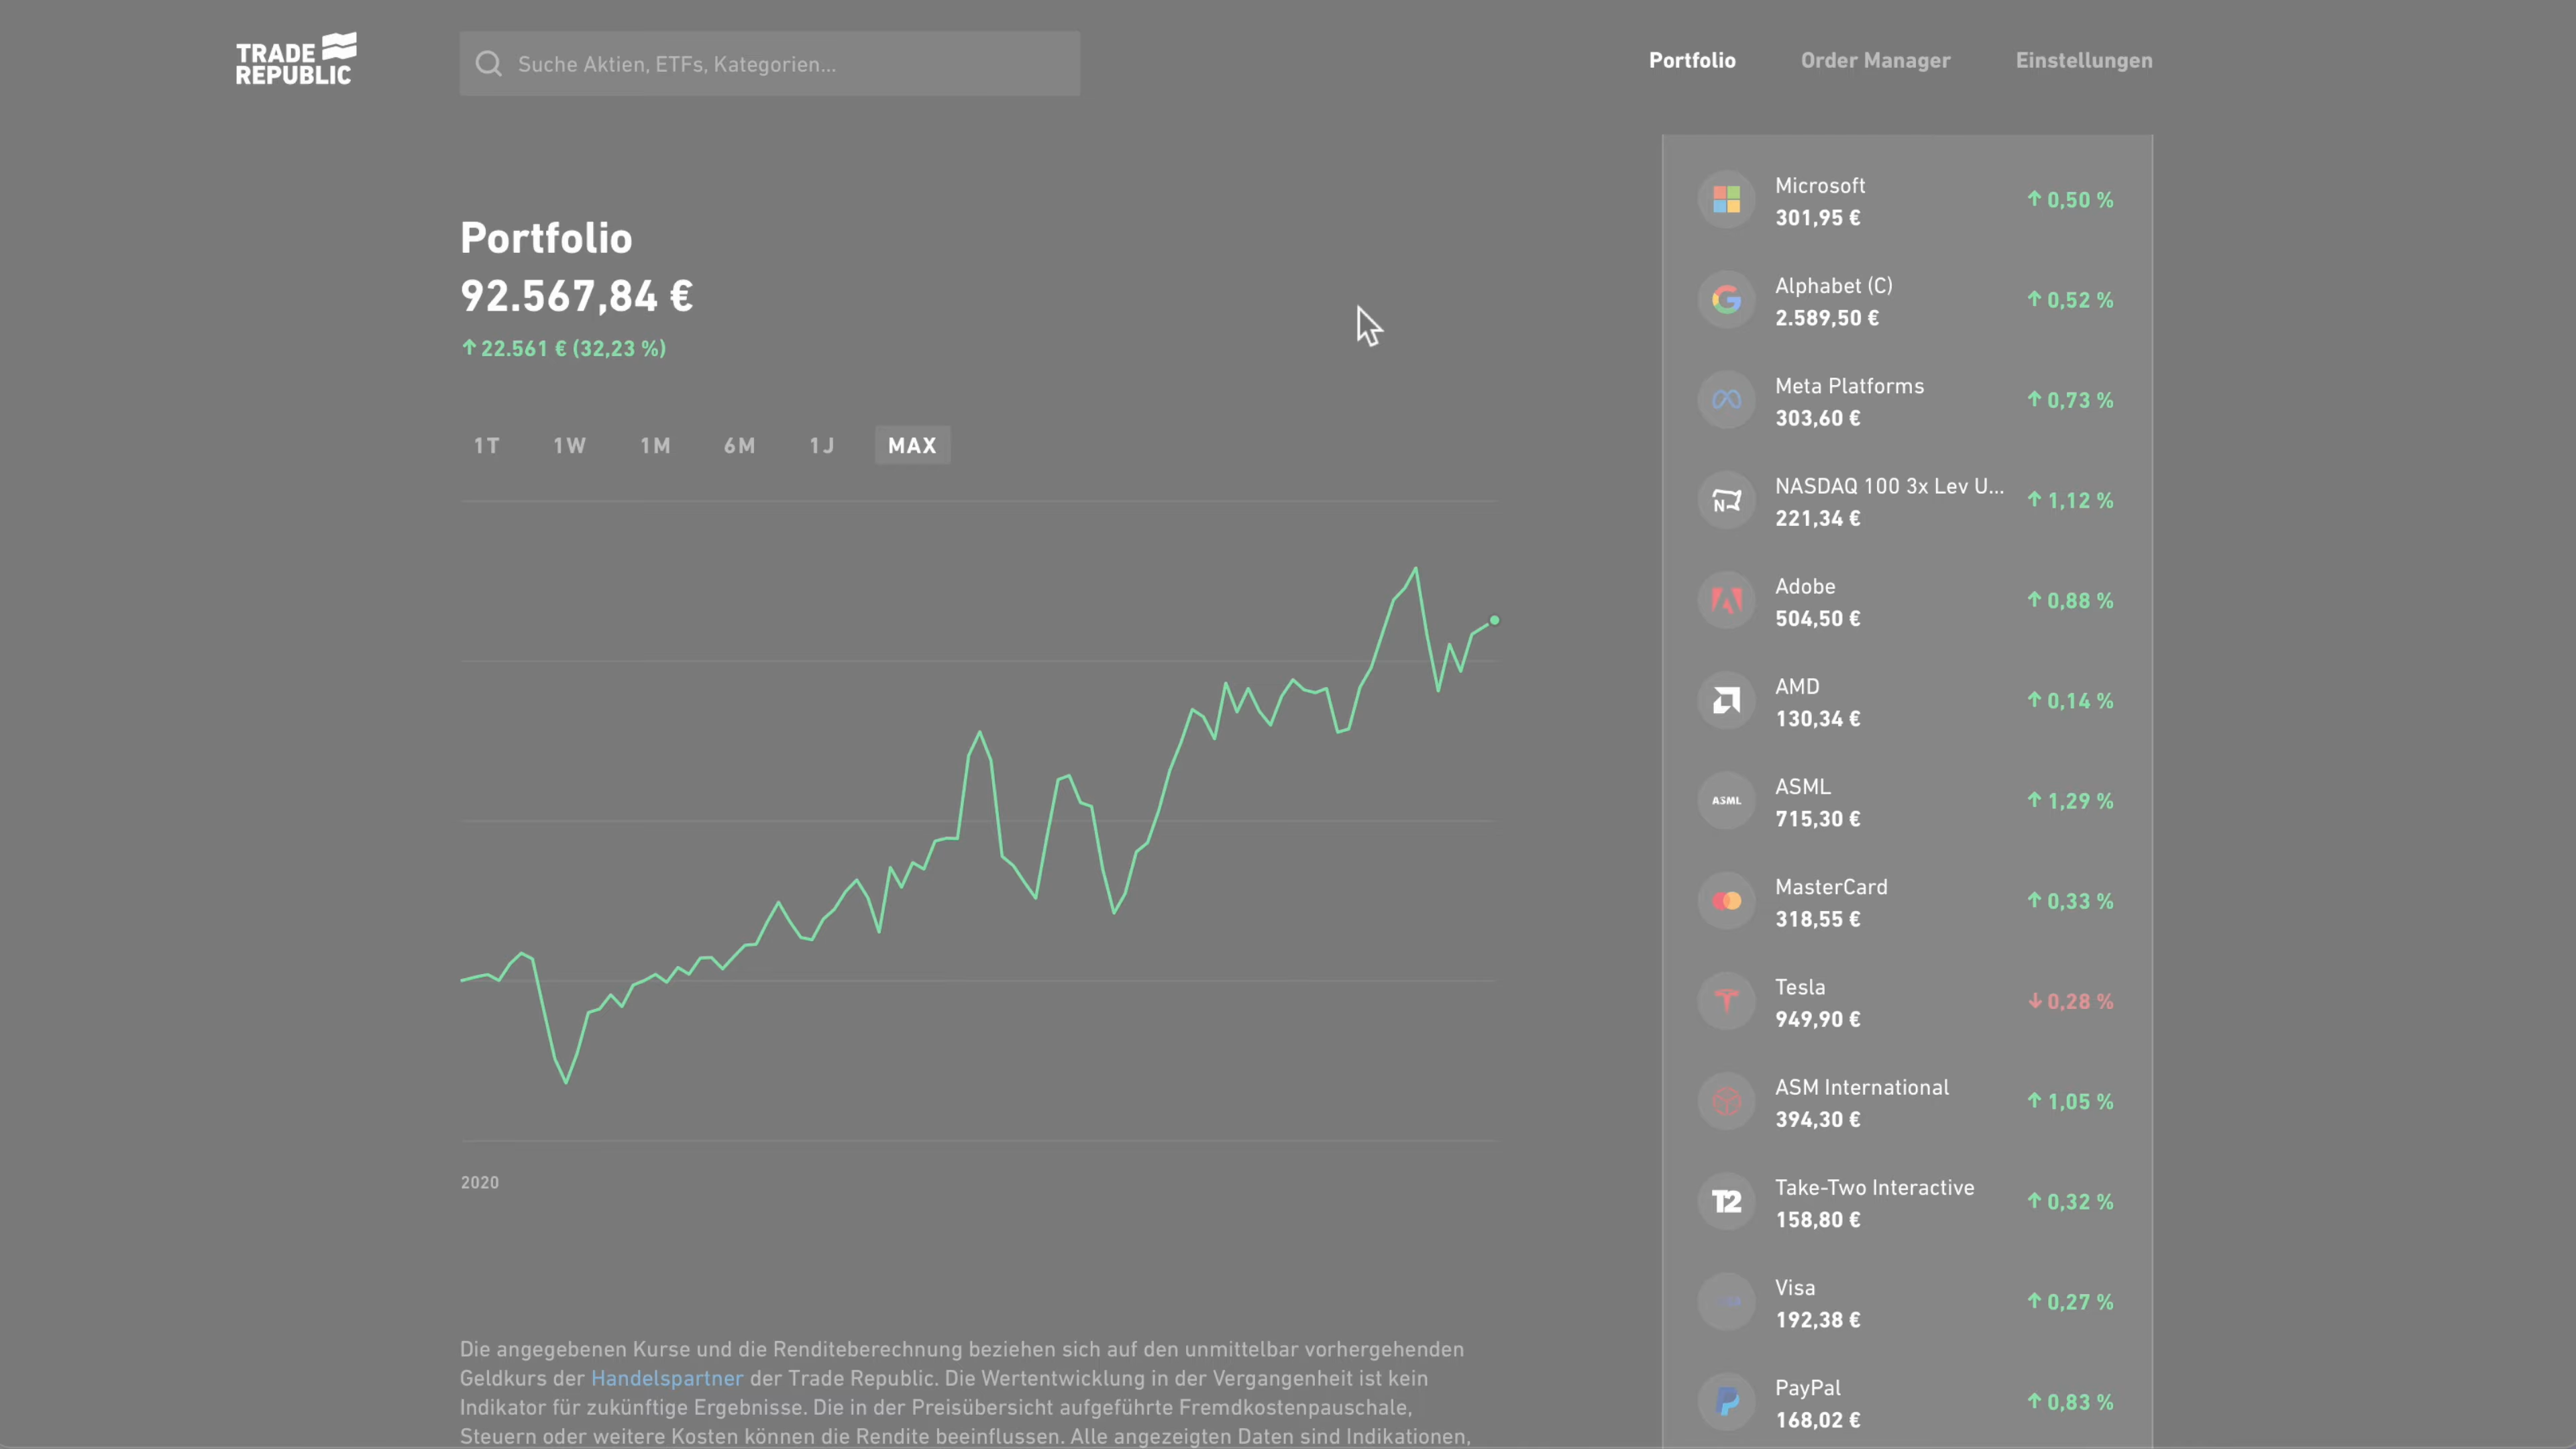 TRADE
REPUBLIC
Suche Aktien, ETFs, Kategorien...
Portfolio
Order Manager
Einstellungen
Portfolio
92.567,84 €
↑ 22.561 € (32,23 %)
1T
1W
1M
6M
1J
MAX
2020
Die angegebenen Kurse und die Renditeberechnung beziehen sich auf den unmittelbar vorhergehenden
Geldkurs der Handelspartner der Trade Republic. Die Wertentwicklung in der Vergangenheit ist kein
Indikator für zukünftige Ergebnisse. Die in der Preisübersicht aufgeführte Fremdkostenpauschale,
Steuern oder weitere Kosten können die Rendite beeinflussen. Alle angezeigten Daten sind Indikationen,
Microsoft
301,95 €
↑ 0,50 %
Alphabet (C)
2.589,50 €
↑ 0,52 %
Meta Platforms
303,60 €
↑ 0,73 %
N
NASDAQ 100 3x Lev U...
221,34 €
↑ 1,12 %
Adobe
504,50 €
↑ 0,88 %
AMD
130,34 €
↑ 0,14 %
ASML
ASML
715,30 €
↑ 1,29 %
MasterCard
318,55 €
↑ 0,33 %
Tesla
949,90 €
↓ 0,28 %
ASM International
394,30 €
↑ 1,05 %
T2
Take-Two Interactive
158,80 €
↑ 0,32 %
Visa
192,38 €
↑ 0,27 %
PayPal
168,02 €
↑ 0,83 %